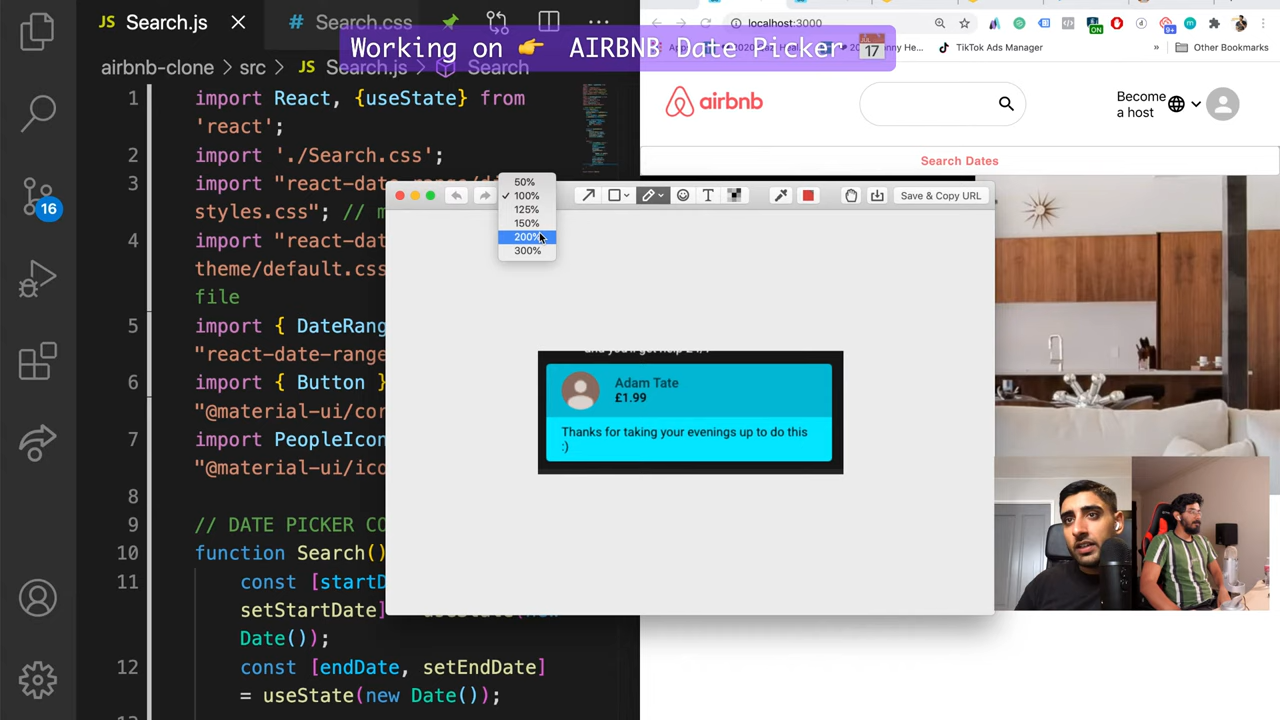 Search.js
Search.css
Working on 👉 AIRBNB Date Picker
17
airbnb-clone > src > JS Search.js > Search
1 import React, {useState} from
'react';
2 import './Search.css';
3 import "react-date-range/di
styles.css"; // m
4 import "react-dat
theme/default.css
file
5 import { DateRang
"react-date-range
6 import { Button }
"@material-ui/cor
7 import PeopleIcon
"@material-ui/ico
8
9 // DATE PICKER CO
10 function Search()
11 const [startD
setStartDate]
Date());
12 const [endDate, setEndDate]
= useState(new Date());
16
localhost:3000
TikTok Ads Manager
Other Bookmarks
airbnb
Become
a host
Search Dates
50%
100%
125%
150%
200%
300%
Save & Copy URL
Adam Tate
£1.99
Thanks for taking your evenings up to do this
:)